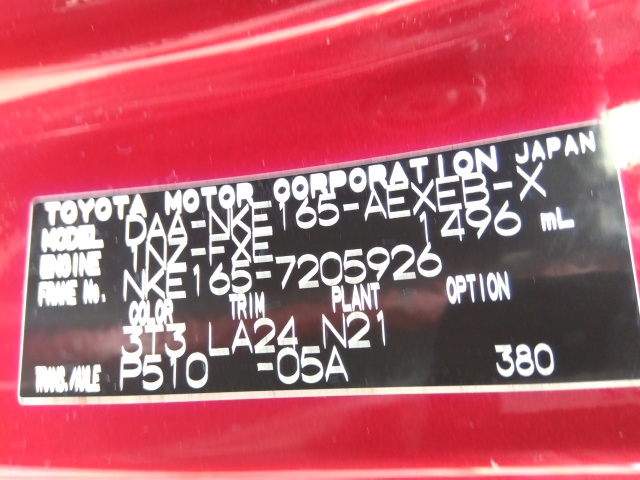 TOYOTA MOTOR CORPORATION JAPAN
MODEL DAA-NKE165-AEXEB-X
ENGINE 1NZ-FXE 1496 mL
FRAME No. NKE165-7205926
COLOR TRIM PLANT OPTION
3T3 LA24 N21
TRANS./AXLE P510 -05A 380